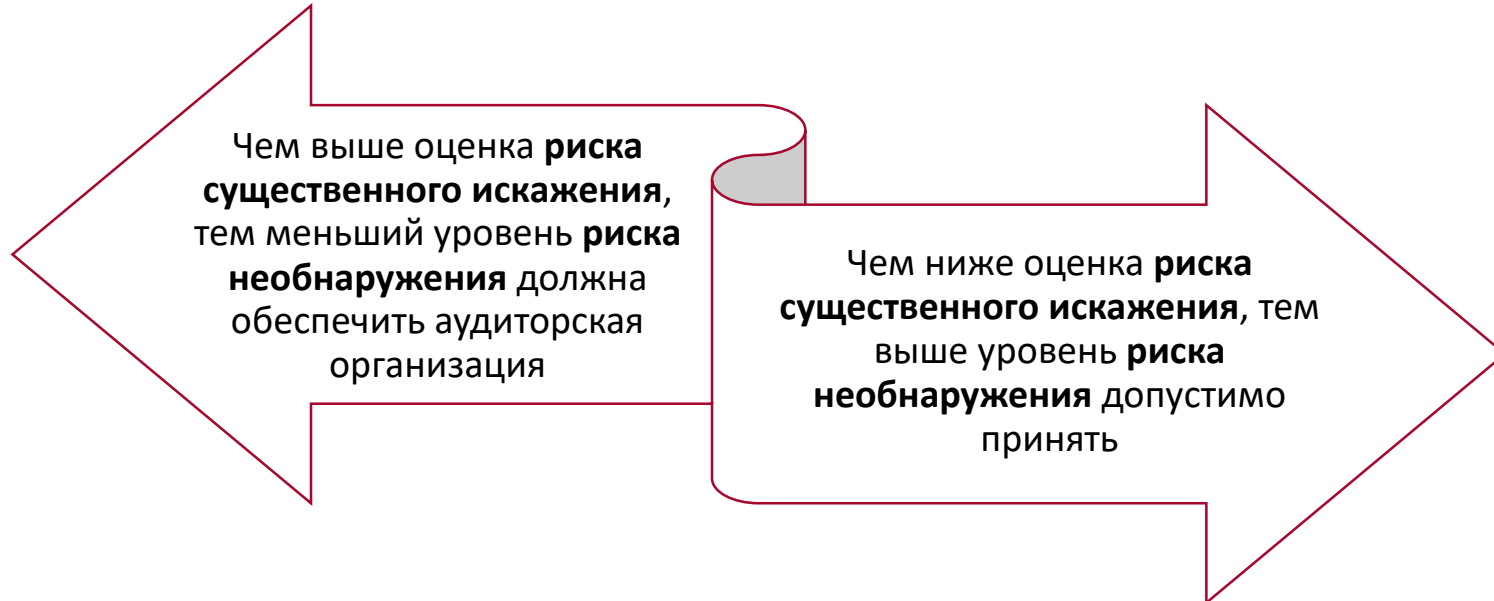 Чем выше оценка риска
существенного искажения,
тем меньший уровень риска
необнаружения должна
обеспечить аудиторская
организация
Чем ниже оценка риска
существенного искажения, тем
выше уровень риска
необнаружения допустимо
принять